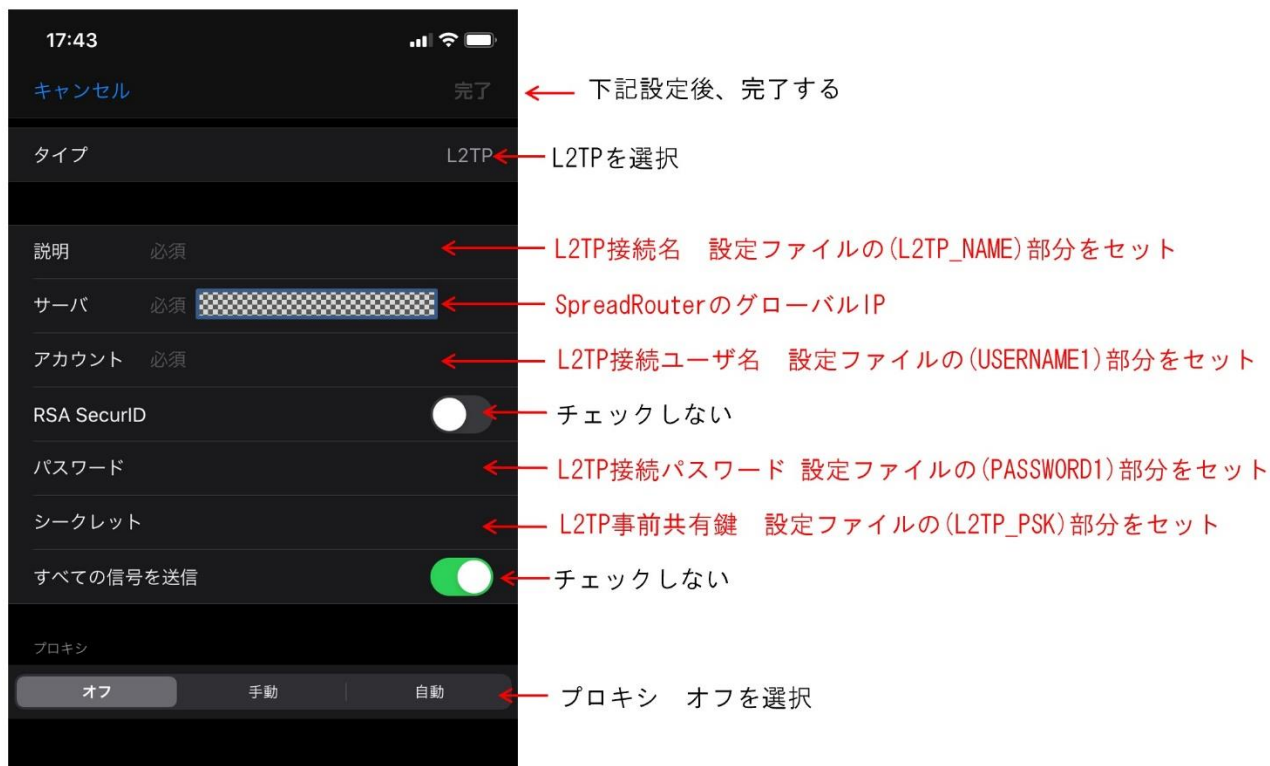 17:43
キャンセル 完了 下記設定後、完了する
タイプ L2TP L2TPを選択
説明 必須 L2TP接続名 設定ファイルの(L2TP_NAME)部分をセット
サーバ 必須 SpreadRouterのグローバルIP
アカウント 必須 L2TP接続ユーザ名 設定ファイルの(USERNAME1)部分をセット
RSA SecurID チェックしない
パスワード L2TP接続パスワード 設定ファイルの(PASSWORD1)部分をセット
シークレット L2TP事前共有鍵 設定ファイルの(L2TP_PSK)部分をセット
すべての信号を送信 チェックしない
プロキシ
オフ 手動 自動 プロキシ オフを選択